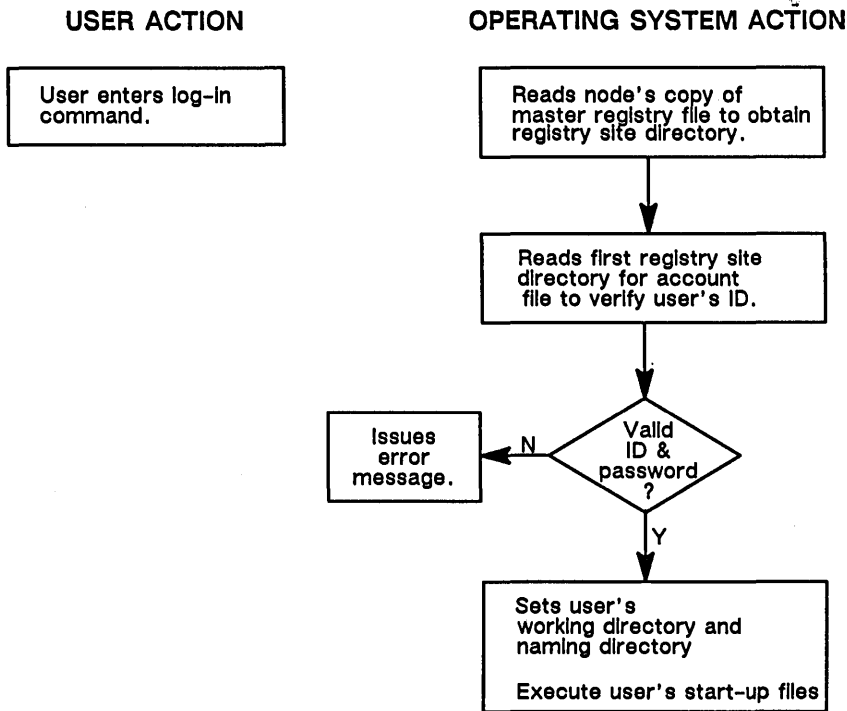 USER ACTION
OPERATING SYSTEM ACTION
User enters log-in
command.
Reads node's copy of
master registry file to obtain
registry site directory.
Reads first registry site
directory for account
file to verify user's ID.
Valid
ID &
password
?
N
Issues
error
message.
Y
Sets user's
working directory and
naming directory
Execute user's start-up files